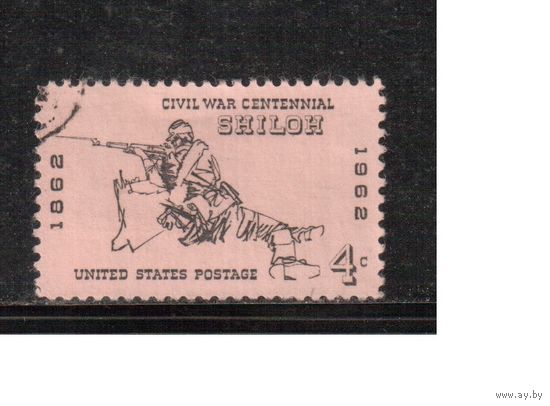 CIVIL WAR CENTENNIAL
SHILOH
1862
1962
UNITED STATES POSTAGE
4c
www.ay.by